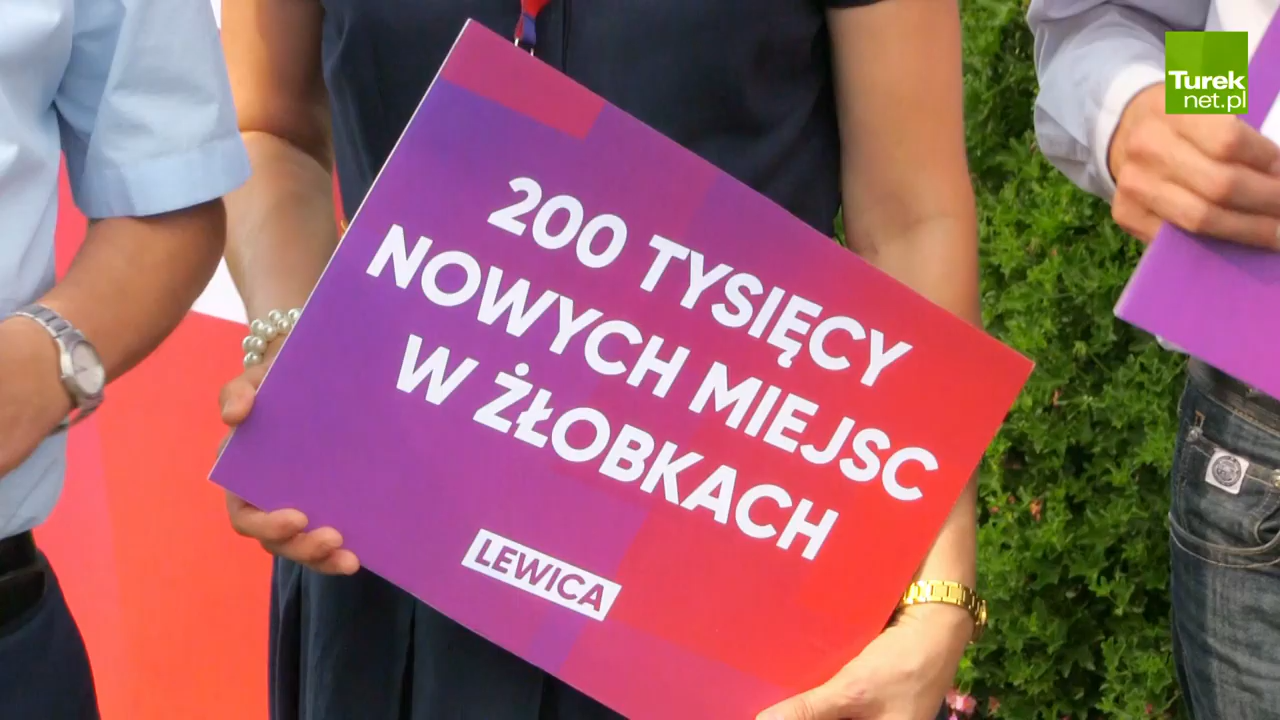 Turek
net.pl
200 TYSIĘCY
NOWYCH MIEJSC
W ŻŁOBKACH
LEWICA